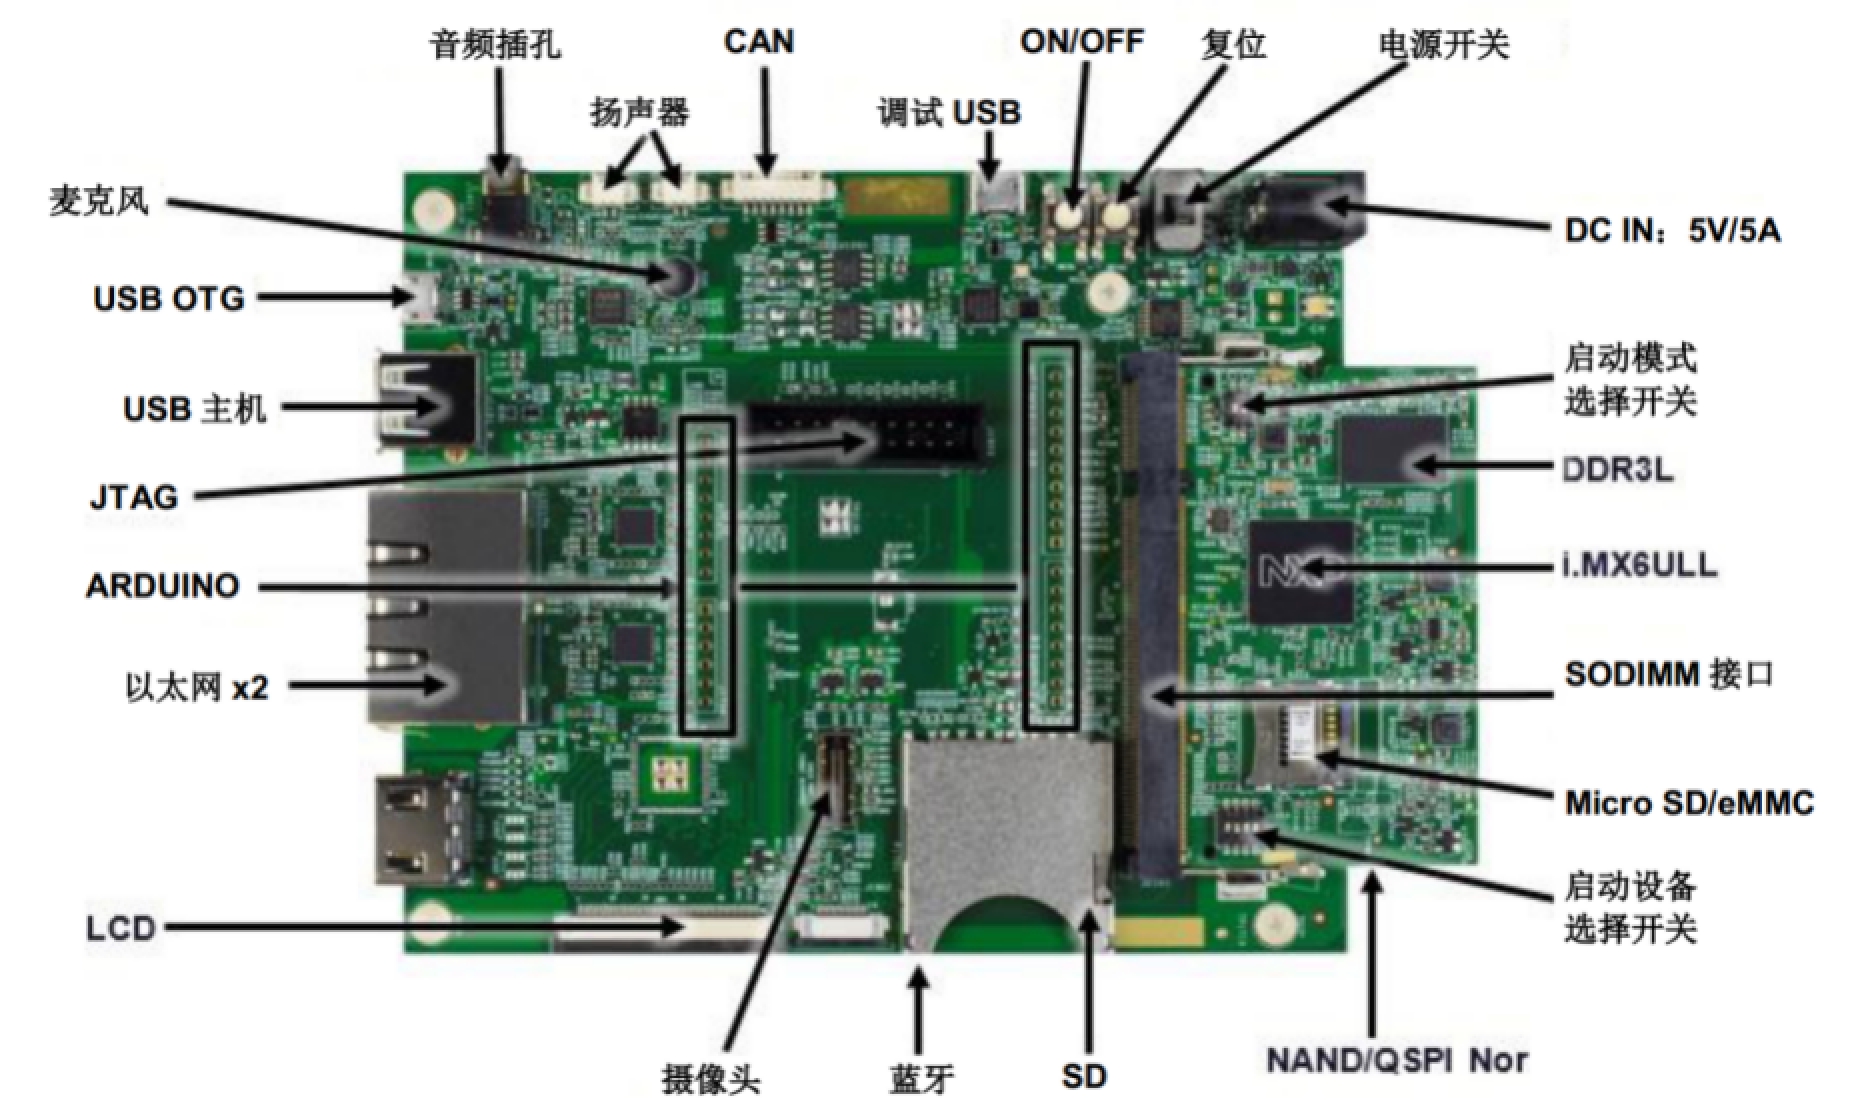 音频插孔
CAN
ON/OFF
复位
电源开关
扬声器
调试 USB
麦克风
DC IN：5V/5A
USB OTG
启动模式
选择开关
USB 主机
DDR3L
JTAG
i.MX6ULL
ARDUINO
SODIMM 接口
以太网 x2
Micro SD/eMMC
启动设备
选择开关
LCD
NAND/QSPI Nor
摄像头
蓝牙
SD